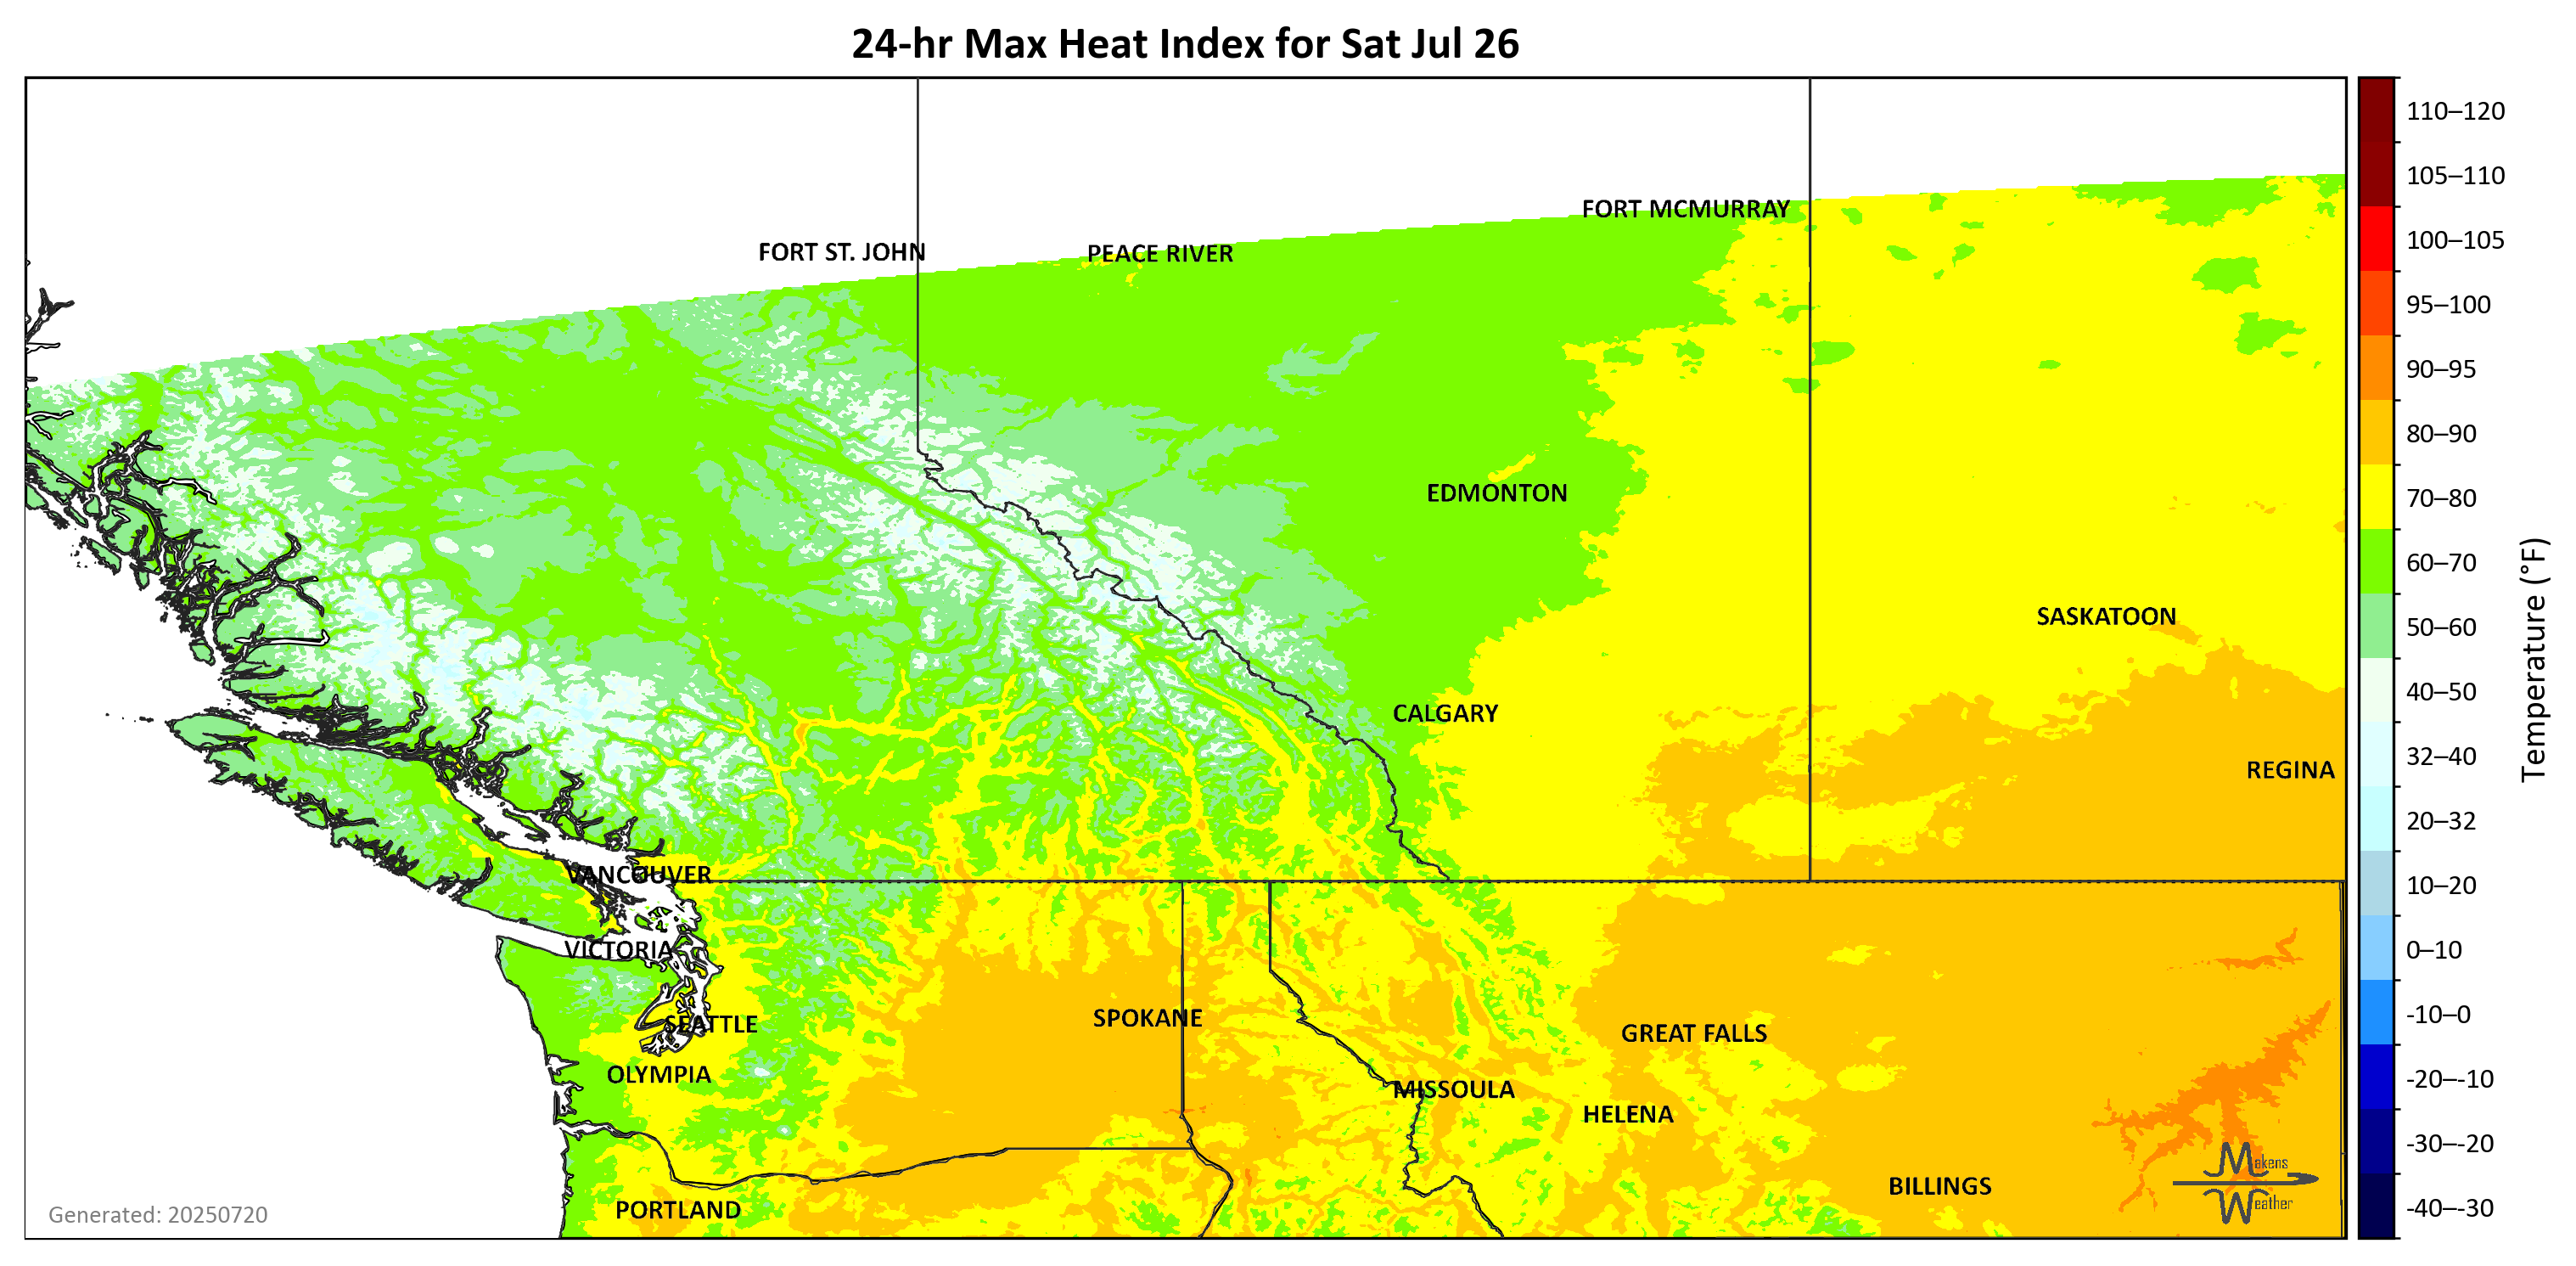 24-hr Max Heat Index for Sat Jul 26
FORT MCMURRAY
FORT ST. JOHN
PEACE RIVER
EDMONTON
SASKATOON
CALGARY
REGINA
VANCOUVER
VICTORIA
SEATTLE
SPOKANE
GREAT FALLS
OLYMPIA
MISSOULA
HELENA
BILLINGS
PORTLAND
Makens
Weather
Generated: 20250720
110–120
105–110
100–105
95–100
90–95
80–90
70–80
60–70
50–60
40–50
32–40
20–32
10–20
0–10
-10–0
-20–-10
-30–-20
-40–-30
Temperature (°F)